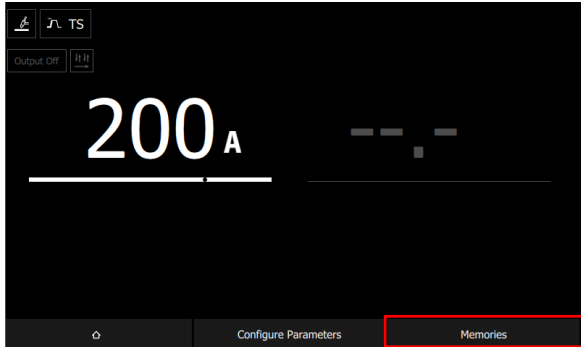 TS
Output Off
200 A
--.-
Configure Parameters
Memories